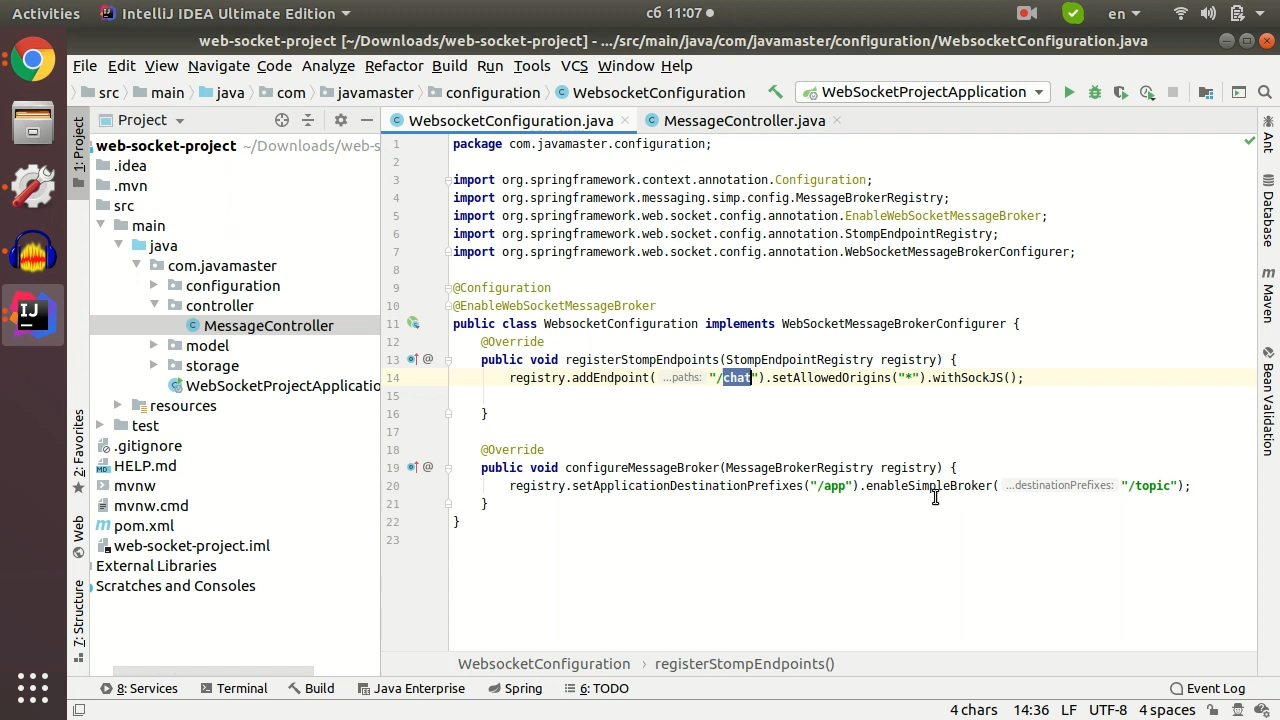 Activities IntelliJ IDEA Ultimate Edition сб 11:07 en
web-socket-project [~/Downloads/web-socket-project] - .../src/main/java/com/javamaster/configuration/WebsocketConfiguration.java
File Edit View Navigate Code Analyze Refactor Build Run Tools VCS Window Help
src main java com javamaster configuration WebsocketConfiguration WebSocketProjectApplication
Project
WebsocketConfiguration.java MessageController.java
1: Project
2: Favorites
Web
7: Structure
web-socket-project ~/Downloads/web-s
.idea
.mvn
src
main
java
com.javamaster
configuration
controller
MessageController
model
storage
WebSocketProjectApplicatio
resources
test
.gitignore
HELP.md
mvnw
mvnw.cmd
pom.xml
web-socket-project.iml
External Libraries
Scratches and Consoles
1 package com.javamaster.configuration;
2
3 import org.springframework.context.annotation.Configuration;
4 import org.springframework.messaging.simp.config.MessageBrokerRegistry;
5 import org.springframework.web.socket.config.annotation.EnableWebSocketMessageBroker;
6 import org.springframework.web.socket.config.annotation.StompEndpointRegistry;
7 import org.springframework.web.socket.config.annotation.WebSocketMessageBrokerConfigurer;
8
9 @Configuration
10 @EnableWebSocketMessageBroker
11 public class WebsocketConfiguration implements WebSocketMessageBrokerConfigurer {
12 @Override
13 public void registerStompEndpoints(StompEndpointRegistry registry) {
14 registry.addEndpoint( ...paths: "/chat").setAllowedOrigins("*").withSockJS();
15
16 }
17
18 @Override
19 public void configureMessageBroker(MessageBrokerRegistry registry) {
20 registry.setApplicationDestinationPrefixes("/app").enableSimpleBroker( ...destinationPrefixes: "/topic");
21 }
22 }
23
Ant
Database
Maven
Bean Validation
WebsocketConfiguration › registerStompEndpoints()
8: Services Terminal Build Java Enterprise Spring 6: TODO Event Log
4 chars 14:36 LF UTF-8 4 spaces